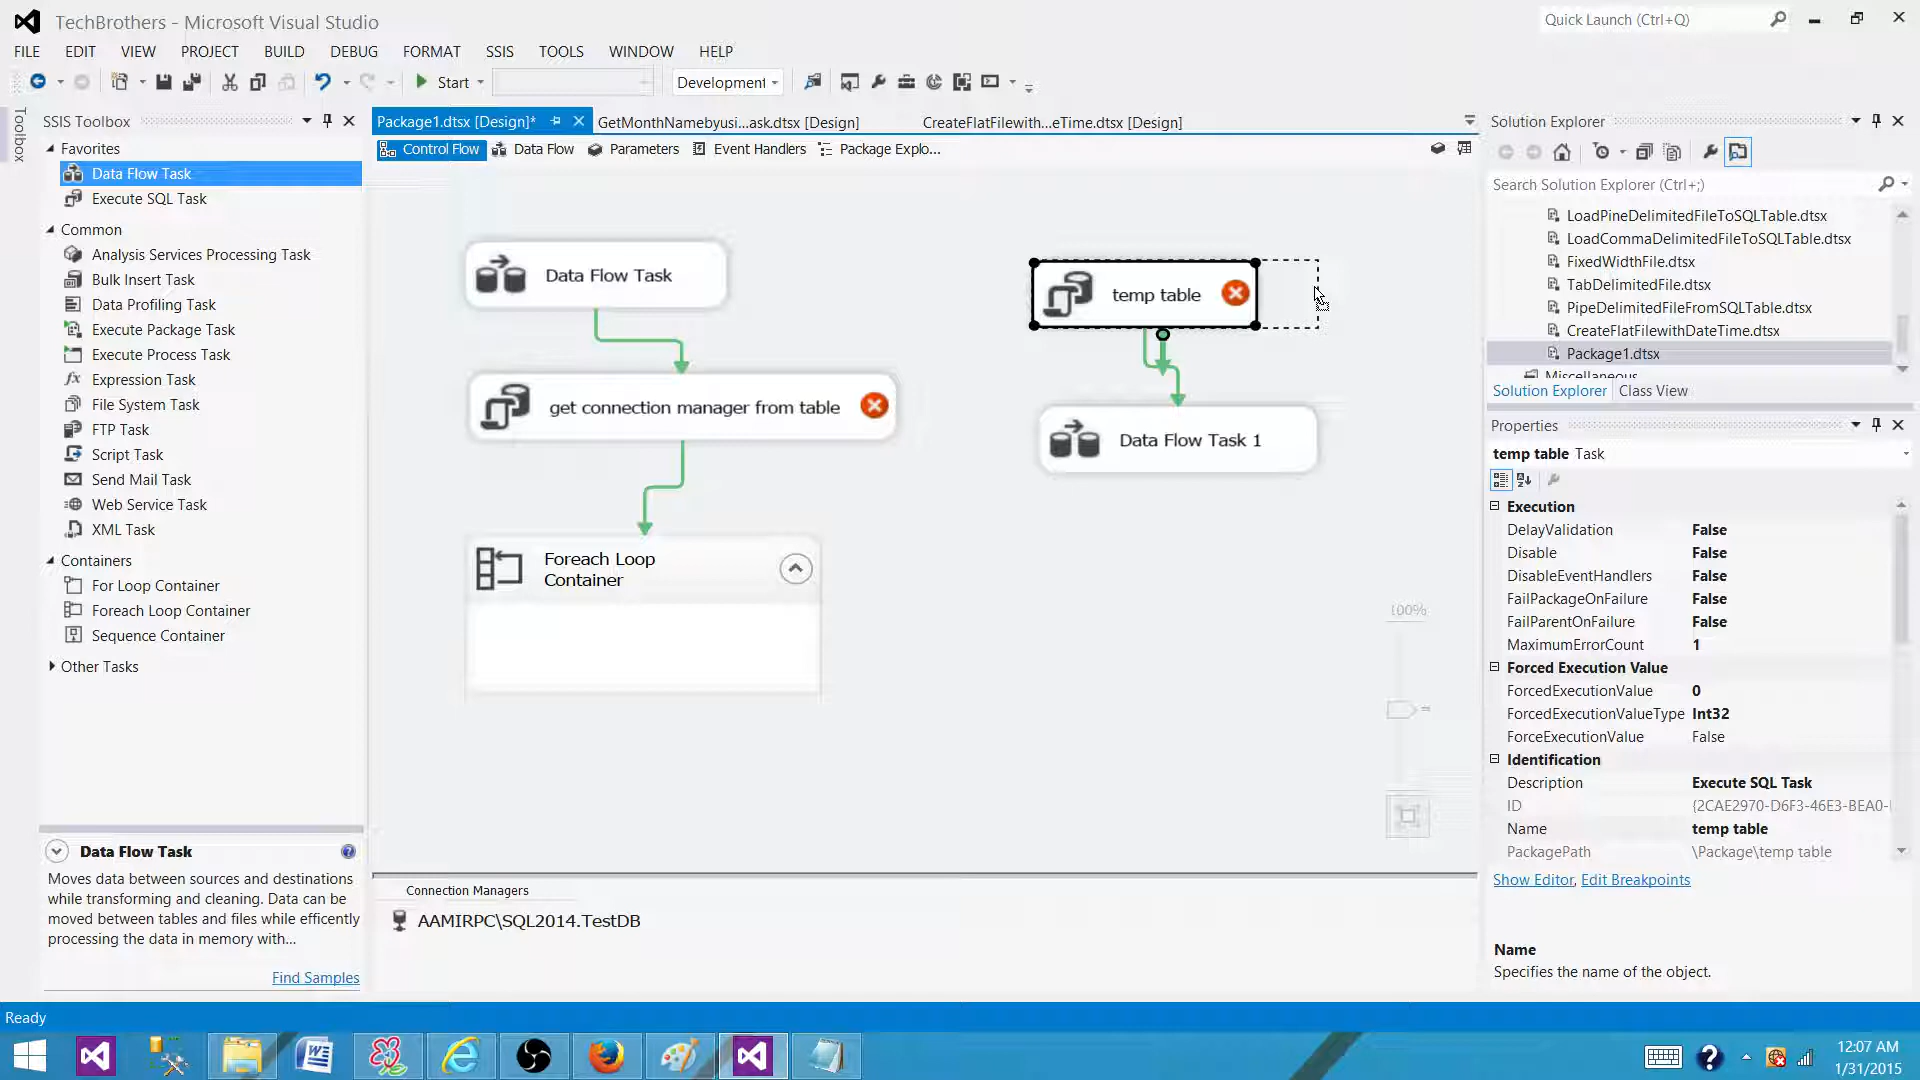 TechBrothers - Microsoft Visual Studio
Quick Launch (Ctrl+Q)
FILE EDIT VIEW PROJECT BUILD DEBUG FORMAT SSIS TOOLS WINDOW HELP
Start
Development
Toolbox
SSIS Toolbox
Favorites
Data Flow Task
Execute SQL Task
Common
Analysis Services Processing Task
Bulk Insert Task
Data Profiling Task
Execute Package Task
Execute Process Task
Expression Task
File System Task
FTP Task
Script Task
Send Mail Task
Web Service Task
XML Task
Containers
For Loop Container
Foreach Loop Container
Sequence Container
Other Tasks
Data Flow Task
Moves data between sources and destinations
while transforming and cleaning. Data can be
moved between tables and files while efficently
processing the data in memory with...
Find Samples
Package1.dtsx [Design]*
GetMonthNamebyusi...ask.dtsx [Design]
CreateFlatFilewith...eTime.dtsx [Design]
Control Flow
Data Flow
Parameters
Event Handlers
Package Explo...
Data Flow Task
get connection manager from table
Foreach Loop
Container
temp table
Data Flow Task 1
100%
Connection Managers
AAMIRPC\SQL2014.TestDB
Solution Explorer
Search Solution Explorer (Ctrl+;)
LoadPineDelimitedFileToSQLTable.dtsx
LoadCommaDelimitedFileToSQLTable.dtsx
FixedWidthFile.dtsx
TabDelimitedFile.dtsx
PipeDelimitedFileFromSQLTable.dtsx
CreateFlatFilewithDateTime.dtsx
Package1.dtsx
Miscellaneous
Solution Explorer
Class View
Properties
temp table Task
Execution
DelayValidation False
Disable False
DisableEventHandlers False
FailPackageOnFailure False
FailParentOnFailure False
MaximumErrorCount 1
Forced Execution Value
ForcedExecutionValue 0
ForcedExecutionValueType Int32
ForceExecutionValue False
Identification
Description Execute SQL Task
ID {2CAE2970-D6F3-46E3-BEA0-
Name temp table
PackagePath \Package\temp table
Show Editor, Edit Breakpoints
Name
Specifies the name of the object.
Ready
12:07 AM
1/31/2015